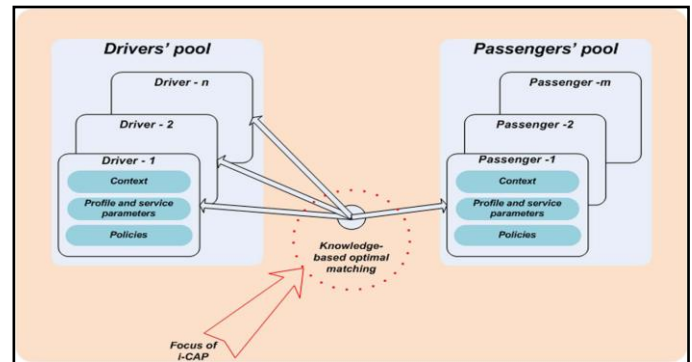 Drivers' pool
Driver - n
Driver - 2
Driver - 1
Context
Profile and service
parameters
Policies
Passengers' pool
Passenger -m
Passenger -2
Passenger -1
Context
Profile and service
parameters
Policies
Knowledge-
based optimal
matching
Focus of
i-CAP